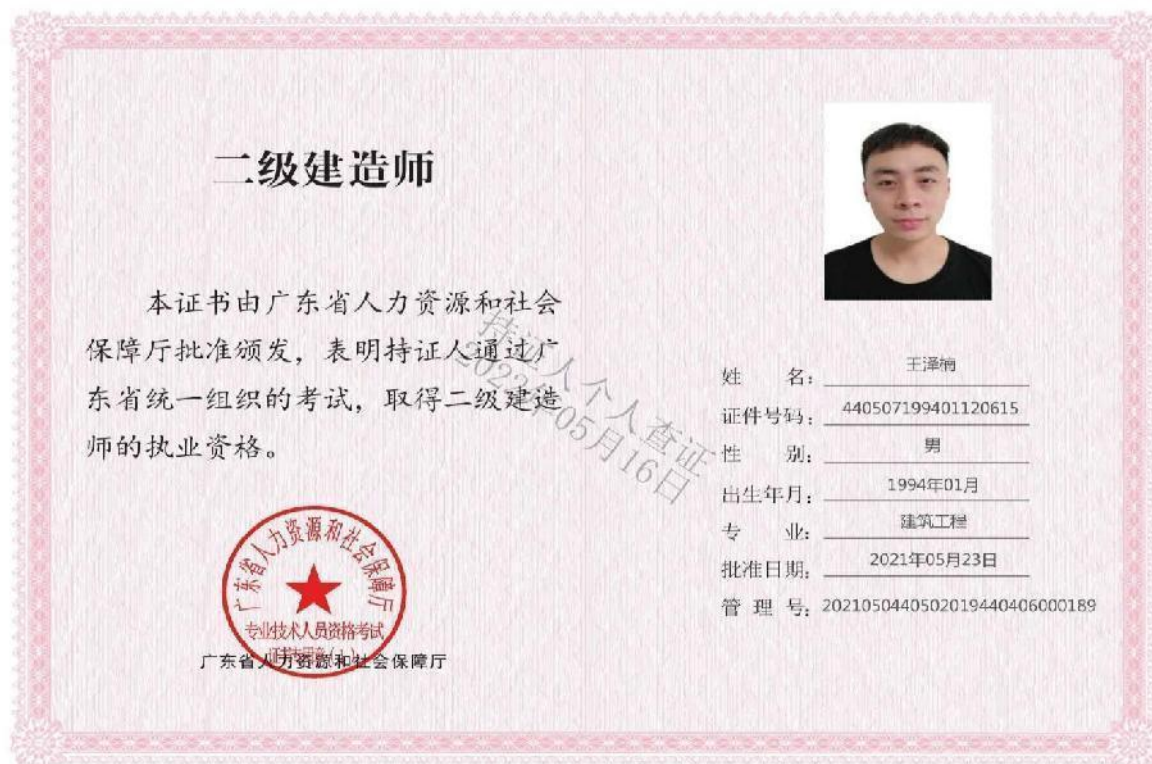 二级建造师
本证书由广东省人力资源和社会
保障厅批准颁发，表明持证人通过广
东省统一组织的考试，取得二级建造
师的执业资格。
持证人个人查证
2022年05月16日
广东省人力资源和社会保障厅
专业技术人员资格考试
证书专用章(1)
广东省人力资源和社会保障厅
姓 名：王泽楠
证件号码：440507199401120615
性 别：男
出生年月：1994年01月
专 业：建筑工程
批准日期：2021年05月23日
管 理 号：2021050440502019440406000189